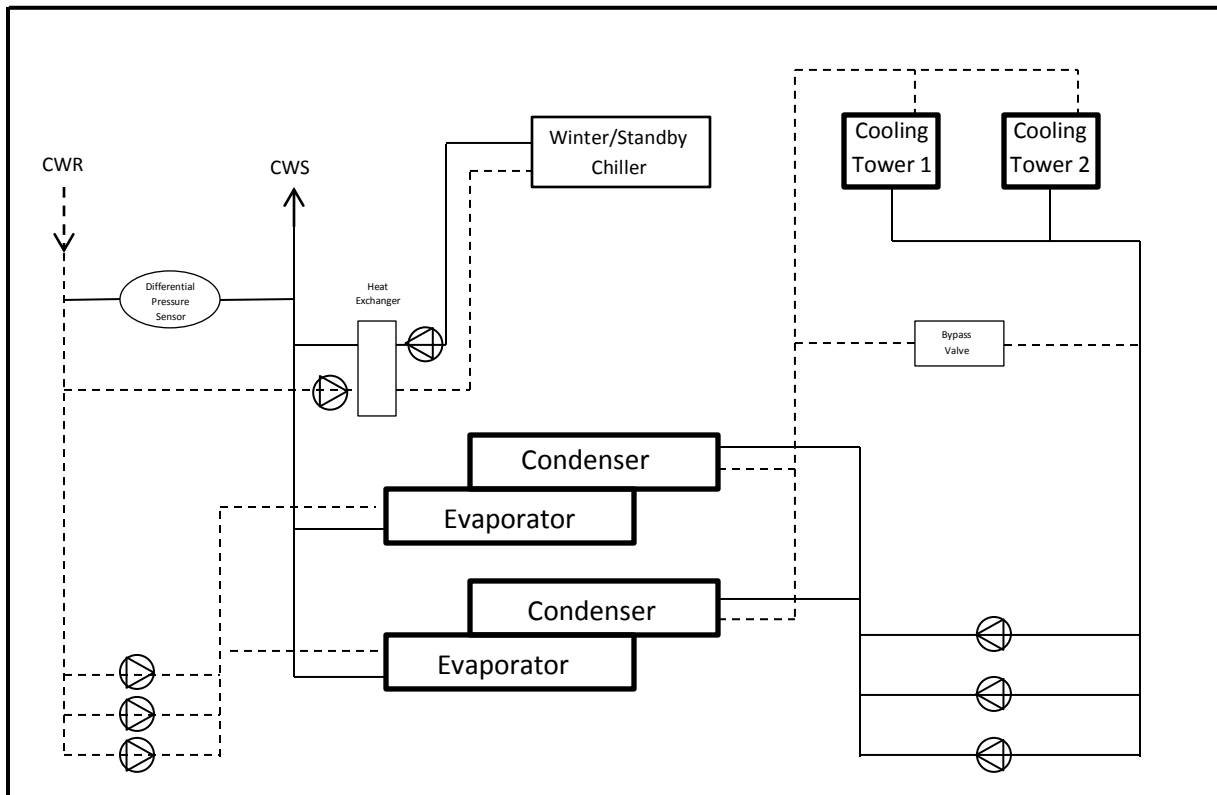 CWR
CWS
Winter/Standby
Chiller
Cooling
Tower 1
Cooling
Tower 2
Differential
Pressure
Sensor
Heat
Exchanger
Bypass
Valve
Condenser
Evaporator
Condenser
Evaporator